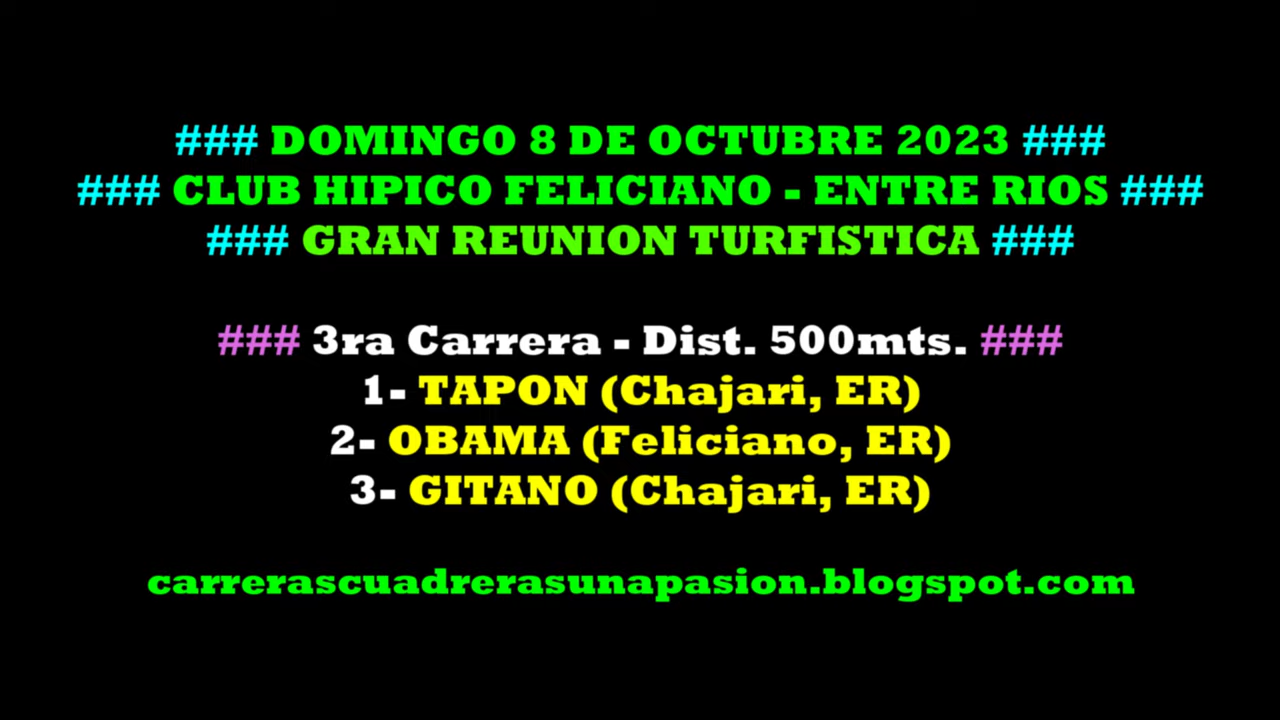 ### DOMINGO 8 DE OCTUBRE 2023 ###
### CLUB HIPICO FELICIANO - ENTRE RIOS ###
### GRAN REUNION TURFISTICA ###
### 3ra Carrera - Dist. 500mts. ###
1- TAPON (Chajari, ER)
2- OBAMA (Feliciano, ER)
3- GITANO (Chajari, ER)
carrerascuadrerasunapasion.blogspot.com